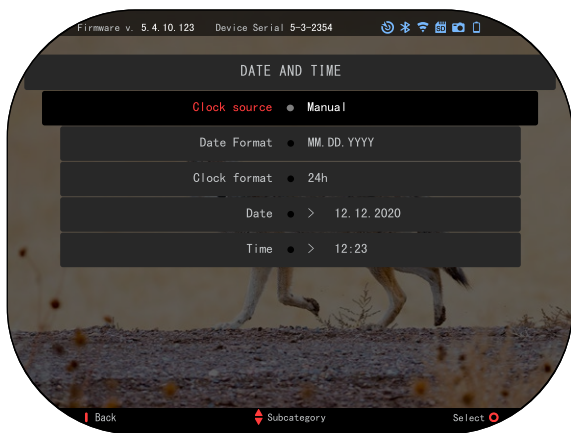 Firmware v. 5.4.10.123 Device Serial 5-3-2354
DATE AND TIME
Clock source Manual
Date Format MM.DD.YYYY
Clock format 24h
Date > 12.12.2020
Time > 12:23
Back Subcategory Select